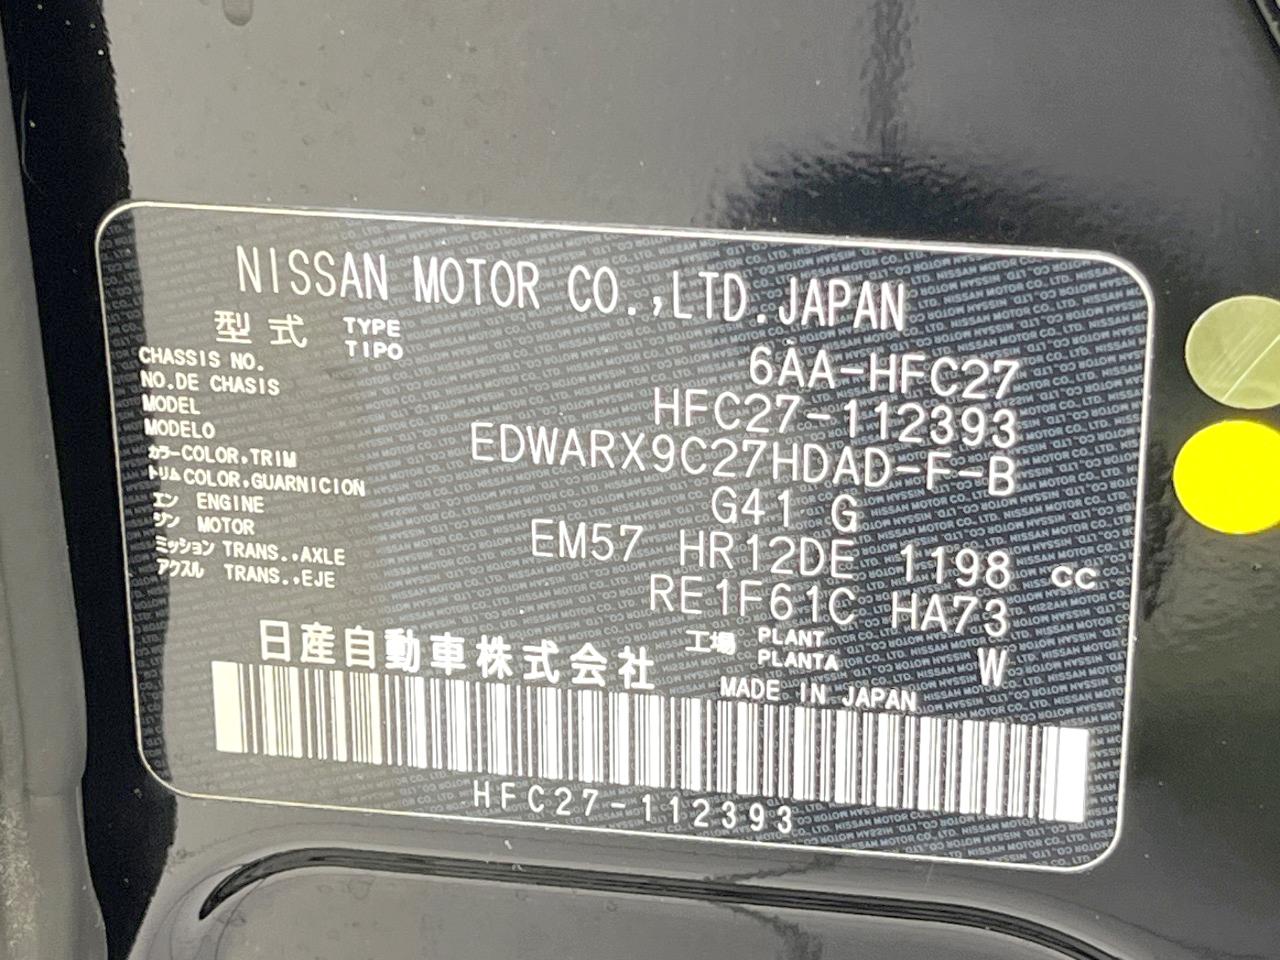 NISSAN MOTOR CO.,LTD.JAPAN
型式 TYPE TIPO 6AA-HFC27
CHASSIS NO.
NO.DE CHASIS HFC27-112393
MODEL
MODELO EDWARX9C27HDAD-F-B
カラー COLOR,TRIM
トリム COLOR,GUARNICION G41 G
エン ENGINE
ジン MOTOR EM57 HR12DE 1198 cc
ミッション TRANS.,AXLE
アクスル TRANS.,EJE RE1F61C HA73
工場 PLANT PLANTA W
日産自動車株式会社
MADE IN JAPAN
HFC27-112393